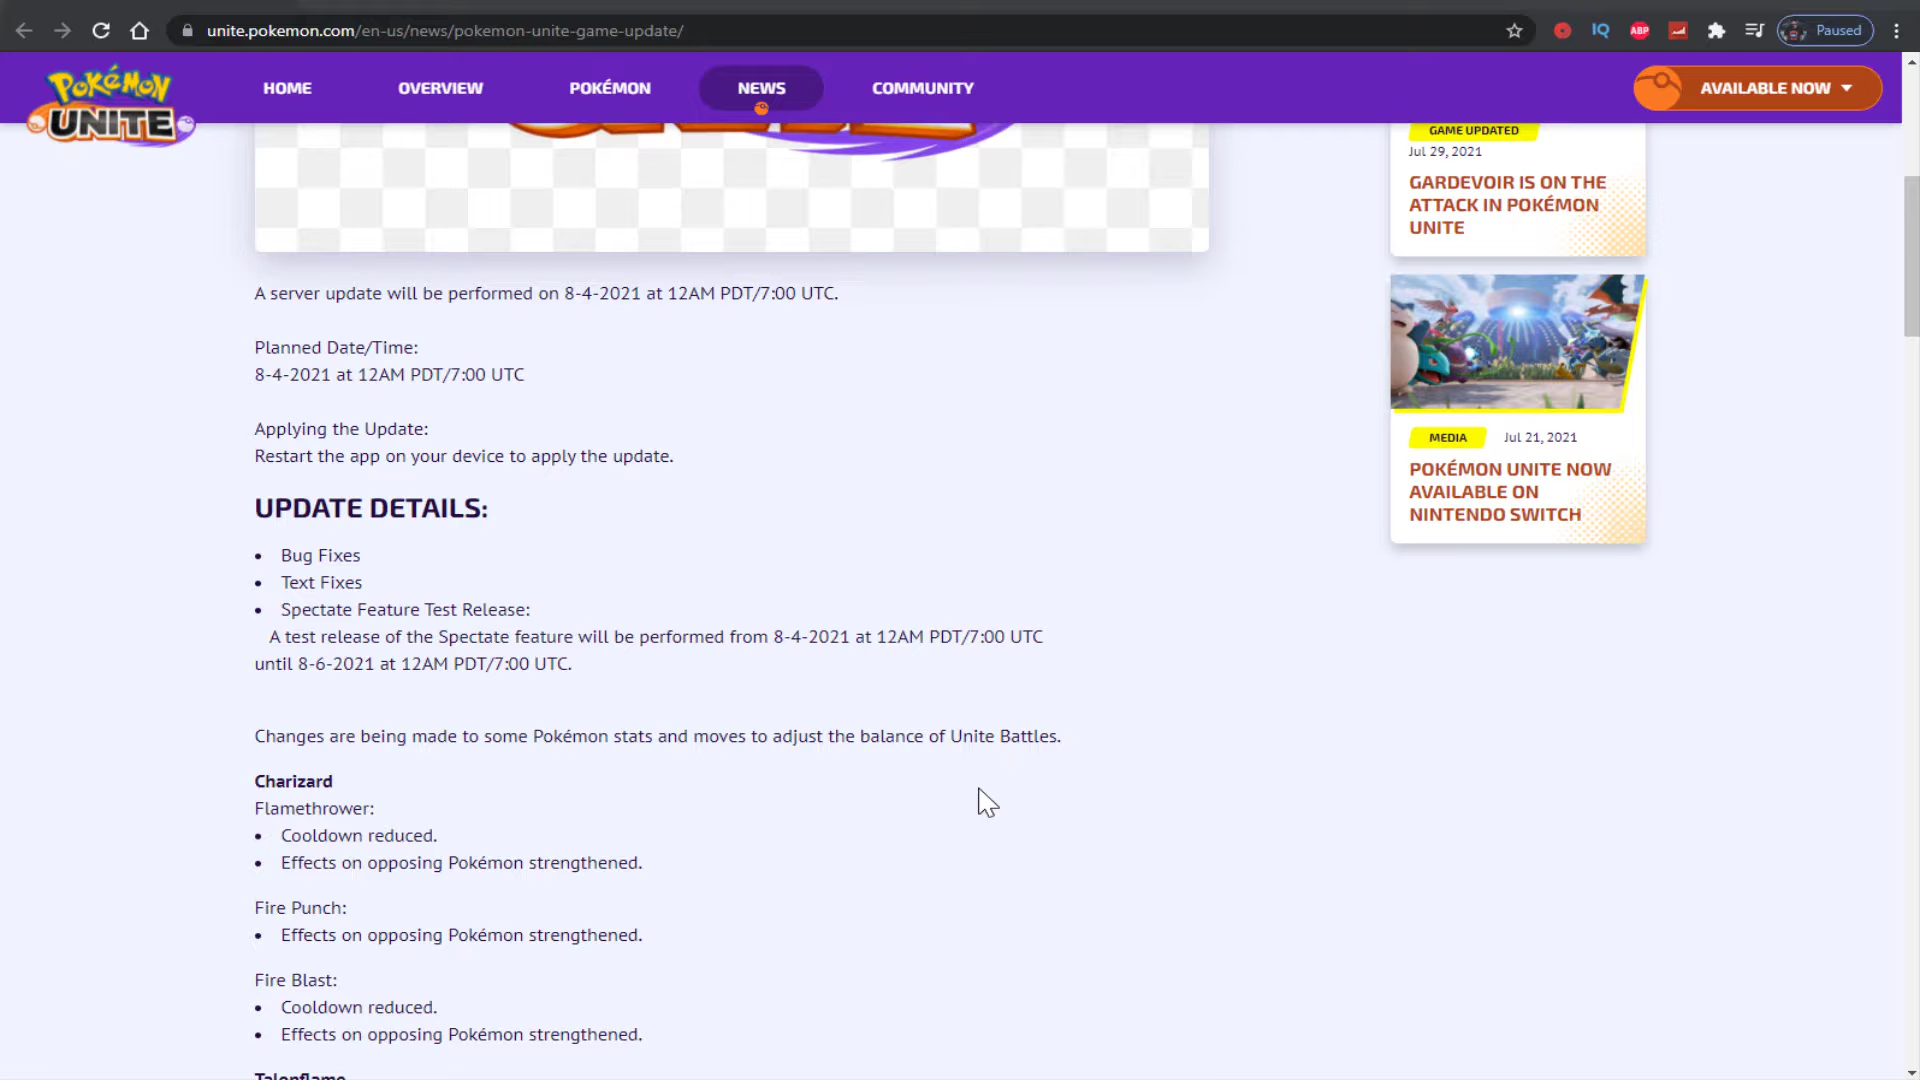 unite.pokemon.com/en-us/news/pokemon-unite-game-update/
IQ
ABP
Paused
POKéMON
UNITE
HOME
OVERVIEW
POKÉMON
NEWS
COMMUNITY
AVAILABLE NOW
A server update will be performed on 8-4-2021 at 12AM PDT/7:00 UTC.
Planned Date/Time:
8-4-2021 at 12AM PDT/7:00 UTC
Applying the Update:
Restart the app on your device to apply the update.
UPDATE DETAILS:
• Bug Fixes
• Text Fixes
• Spectate Feature Test Release:
A test release of the Spectate feature will be performed from 8-4-2021 at 12AM PDT/7:00 UTC
until 8-6-2021 at 12AM PDT/7:00 UTC.
Changes are being made to some Pokémon stats and moves to adjust the balance of Unite Battles.
Charizard
Flamethrower:
• Cooldown reduced.
• Effects on opposing Pokémon strengthened.
Fire Punch:
• Effects on opposing Pokémon strengthened.
Fire Blast:
• Cooldown reduced.
• Effects on opposing Pokémon strengthened.
Talonflame
GAME UPDATED
Jul 29, 2021
GARDEVOIR IS ON THE
ATTACK IN POKÉMON
UNITE
MEDIA
Jul 21, 2021
POKÉMON UNITE NOW
AVAILABLE ON
NINTENDO SWITCH